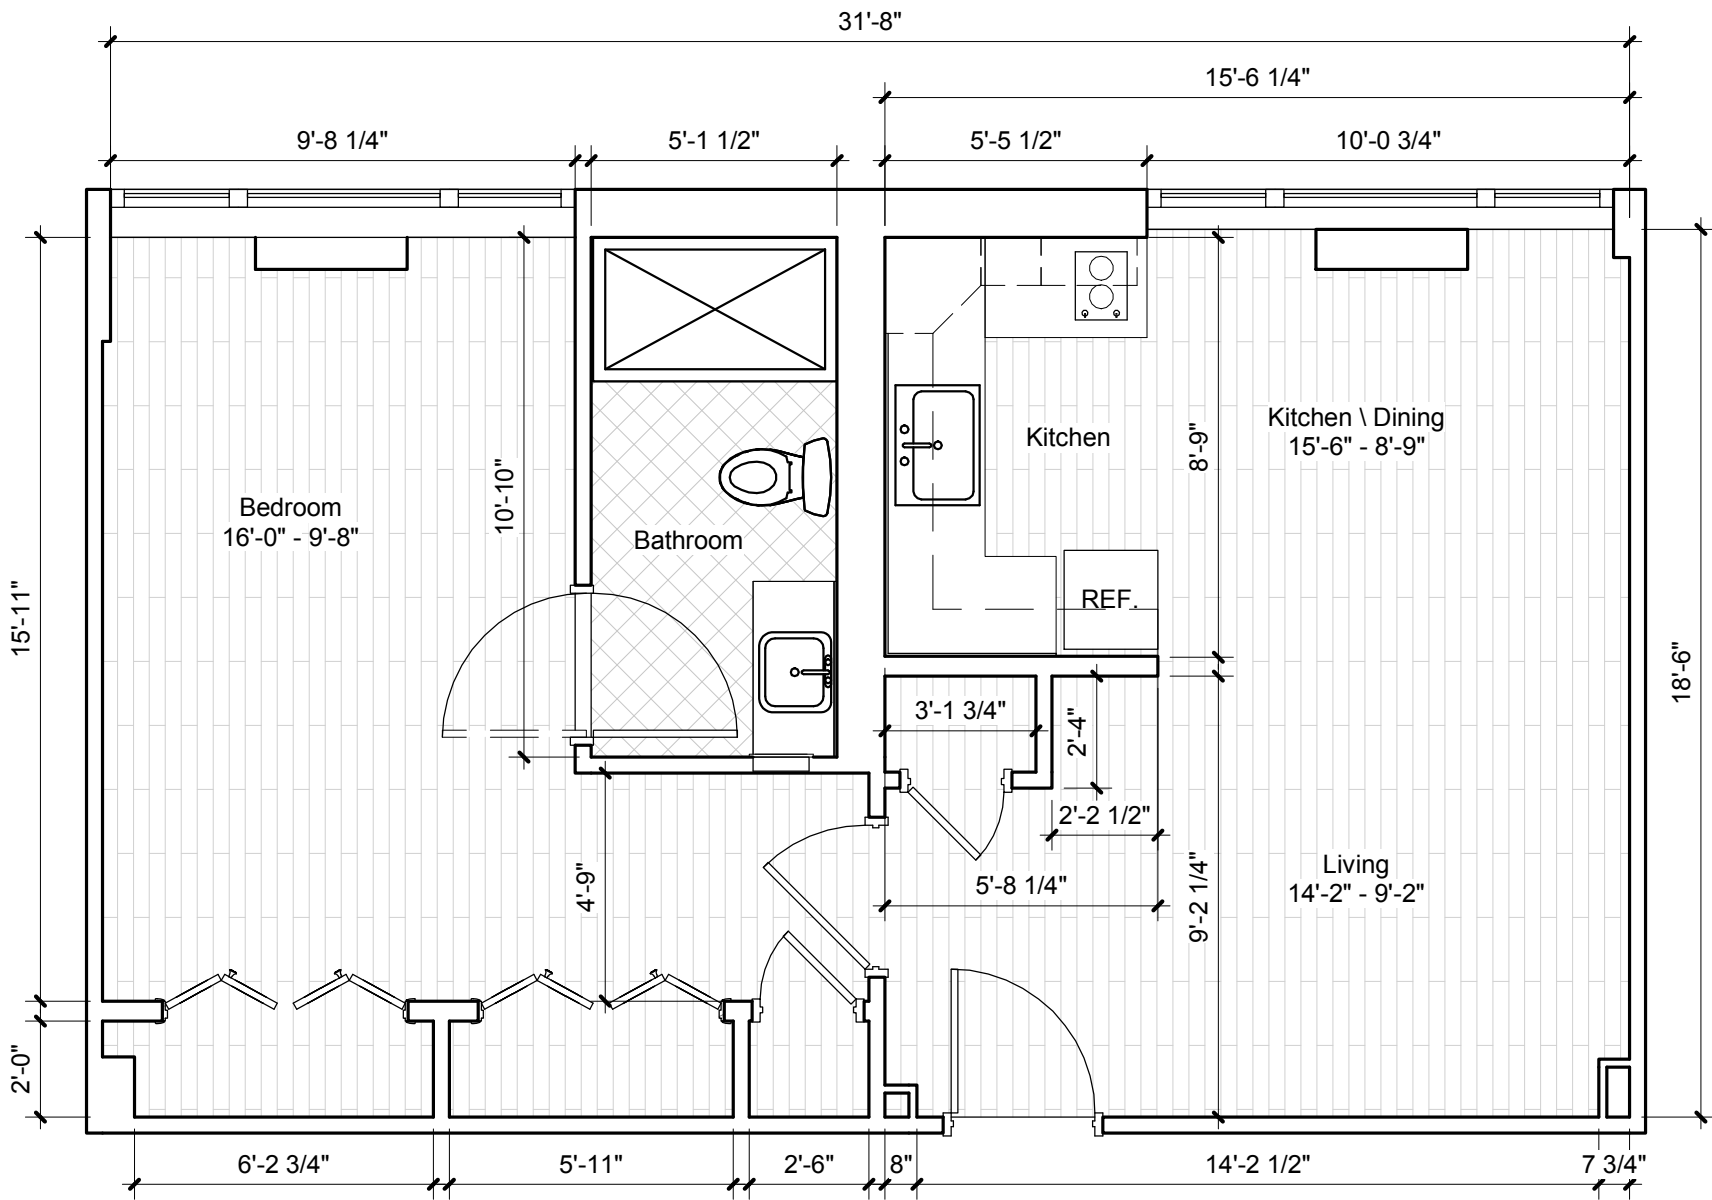 31'-8"
15'-6 1/4"
9'-8 1/4"
5'-1 1/2"
5'-5 1/2"
10'-0 3/4"
Kitchen \ Dining
15'-6" - 8'-9"
Kitchen
8'-9"
10'-10"
Bedroom
16'-0" - 9'-8"
Bathroom
15'-11"
REF.
18'-6"
3'-1 3/4"
2'-4"
2'-2 1/2"
Living
14'-2" - 9'-2"
5'-8 1/4"
4'-9"
9'-2 1/4"
2'-0"
6'-2 3/4"
5'-11"
2'-6"
8"
14'-2 1/2"
7 3/4"